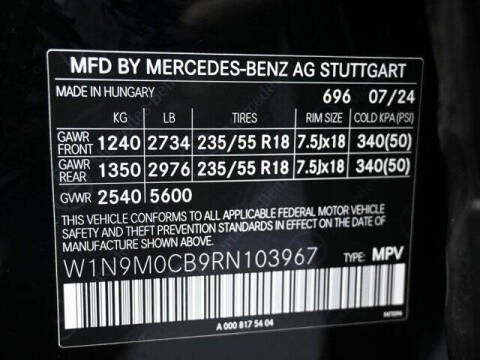 MFD BY MERCEDES-BENZ AG STUTTGART
MADE IN HUNGARY 696 07/24
KG LB TIRES RIM SIZE COLD KPA (PSI)
GAWR FRONT 1240 2734 235/55 R18 7.5Jx18 340(50)
GAWR REAR 1350 2976 235/55 R18 7.5Jx18 340(50)
GVWR 2540 5600
THIS VEHICLE CONFORMS TO ALL APPLICABLE FEDERAL MOTOR VEHICLE
SAFETY AND THEFT PREVENTION STANDARDS IN EFFECT ON THE DATE OF
MANUFACTURE SHOWN ABOVE.
W1N9M0CB9RN103967 TYPE: MPV
A 000 817 54 04